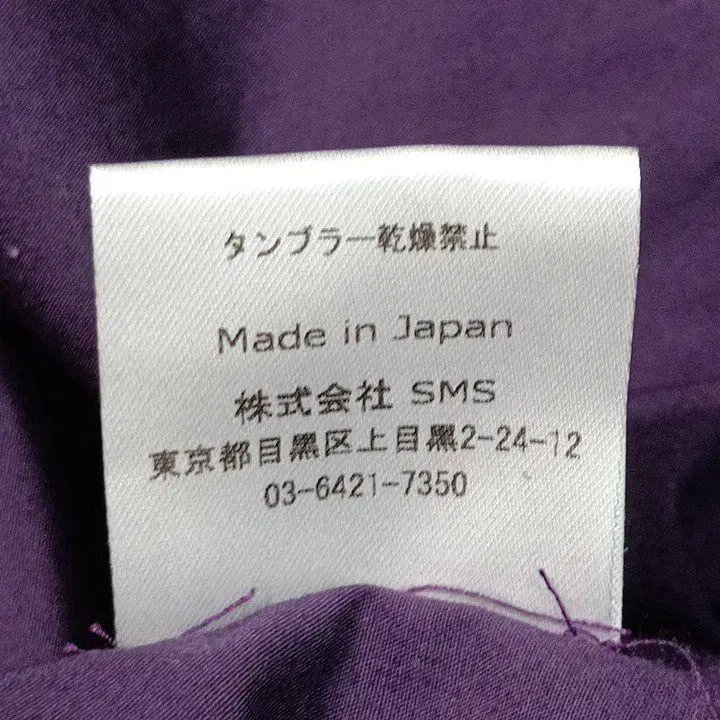 タンブラー乾燥禁止
Made in Japan
株式会社 SMS
東京都目黒区上目黒2-24-12
03-6421-7350